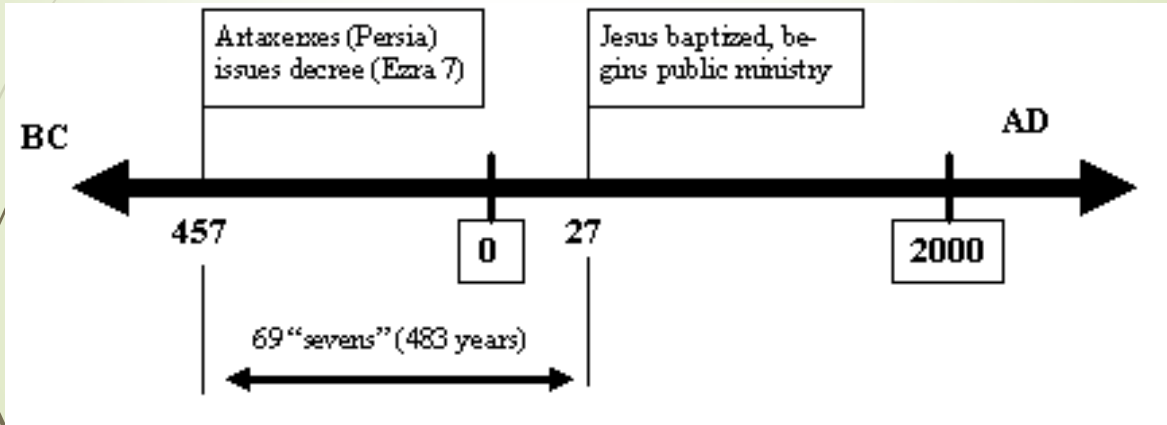 Artaxerxes (Persia)
issues decree (Ezra 7)
Jesus baptized, be-
gins public ministry
BC
AD
457
0
27
2000
69 “sevens” (483 years)